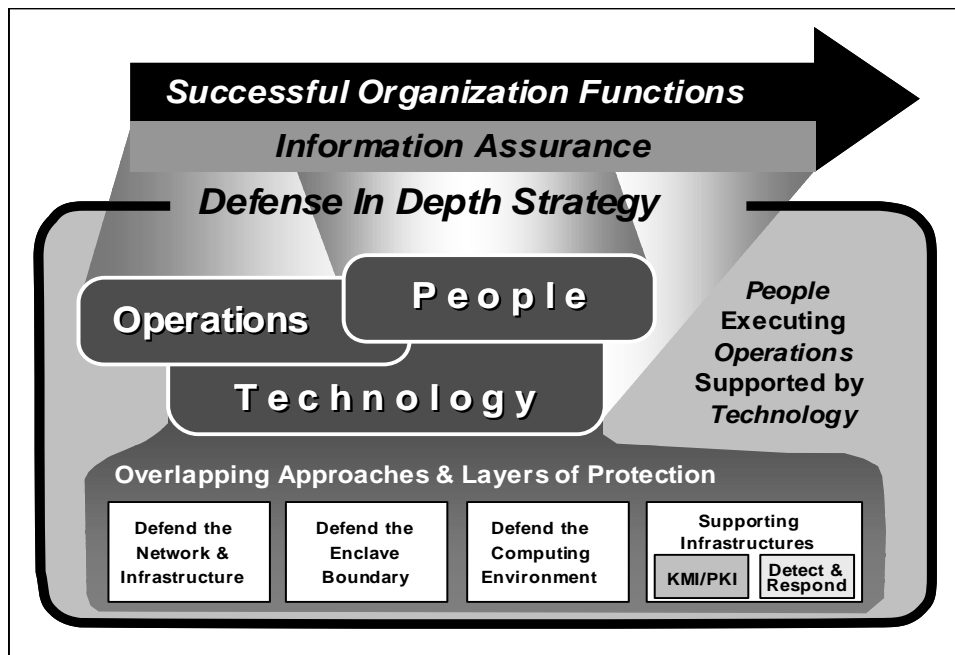 Successful Organization Functions
Information Assurance
Defense In Depth Strategy
Operations
People
Technology
People
Executing
Operations
Supported by
Technology
Overlapping Approaches & Layers of Protection
Defend the
Network &
Infrastructure
Defend the
Enclave
Boundary
Defend the
Computing
Environment
Supporting
Infrastructures
KMI/PKI
Detect &
Respond